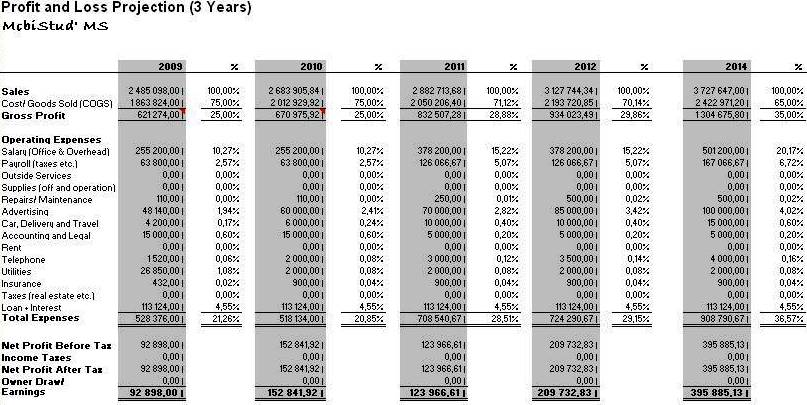 Profit and Loss Projection (3 Years)
McbiStud' MS
2009 % 2010 % 2011 % 2012 % 2014 %
Sales 2 485 098,00 100,00% 2 683 905,84 100,00% 2 882 713,68 100,00% 3 127 744,34 100,00% 3 727 647,00 100,00%
Cost/ Goods Sold (COGS) 1 863 824,00 75,00% 2 012 929,92 75,00% 2 050 206,40 71,12% 2 193 720,85 70,14% 2 422 971,20 65,00%
Gross Profit 621 274,00 25,00% 670 975,92 25,00% 832 507,28 28,88% 934 023,49 29,86% 1 304 675,80 35,00%
Operating Expenses
Salary (Office & Overhead) 255 200,00 10,27% 255 200,00 10,27% 378 200,00 15,22% 378 200,00 15,22% 501 200,00 20,17%
Payroll (taxes etc.) 63 800,00 2,57% 63 800,00 2,57% 126 066,67 5,07% 126 066,67 5,07% 167 066,67 6,72%
Outside Services 0,00 0,00% 0,00 0,00% 0,00 0,00% 0,00 0,00% 0,00 0,00%
Supplies (off and operation) 0,00 0,00% 0,00 0,00% 0,00 0,00% 0,00 0,00% 0,00 0,00%
Repairs/ Maintenance 110,00 0,00% 110,00 0,00% 250,00 0,01% 500,00 0,02% 500,00 0,02%
Advertising 48 140,00 1,94% 60 000,00 2,41% 70 000,00 2,82% 85 000,00 3,42% 100 000,00 4,02%
Car, Delivery and Travel 4 200,00 0,17% 6 000,00 0,24% 10 000,00 0,40% 10 000,00 0,40% 15 000,00 0,60%
Accounting and Legal 15 000,00 0,60% 15 000,00 0,60% 5 000,00 0,20% 5 000,00 0,20% 5 000,00 0,20%
Rent 0,00 0,00% 0,00 0,00% 0,00 0,00% 0,00 0,00% 0,00 0,00%
Telephone 1 520,00 0,06% 2 000,00 0,08% 3 000,00 0,12% 3 500,00 0,14% 4 000,00 0,16%
Utilities 26 850,00 1,08% 2 000,00 0,08% 2 000,00 0,08% 2 000,00 0,08% 2 000,00 0,08%
Insurance 432,00 0,02% 900,00 0,04% 900,00 0,04% 900,00 0,04% 900,00 0,04%
Taxes (real estate etc.) 0,00 0,00% 0,00 0,00% 0,00 0,00% 0,00 0,00% 0,00 0,00%
Loan + Interest 113 124,00 4,55% 113 124,00 4,55% 113 124,00 4,55% 113 124,00 4,55% 113 124,00 4,55%
Total Expenses 528 376,00 21,26% 518 134,00 20,85% 708 540,67 28,51% 724 290,67 29,15% 908 790,67 36,57%
Net Profit Before Tax 92 898,00 152 841,92 123 966,61 209 732,83 395 885,13
Income Taxes 0,00 0,00 0,00 0,00 0,00
Net Profit After Tax 92 898,00 152 841,92 123 966,61 209 732,83 395 885,13
Owner Draw/ 0,00 0,00 0,00 0,00 0,00
Earnings 92 898,00 152 841,92 123 966,61 209 732,83 395 885,13